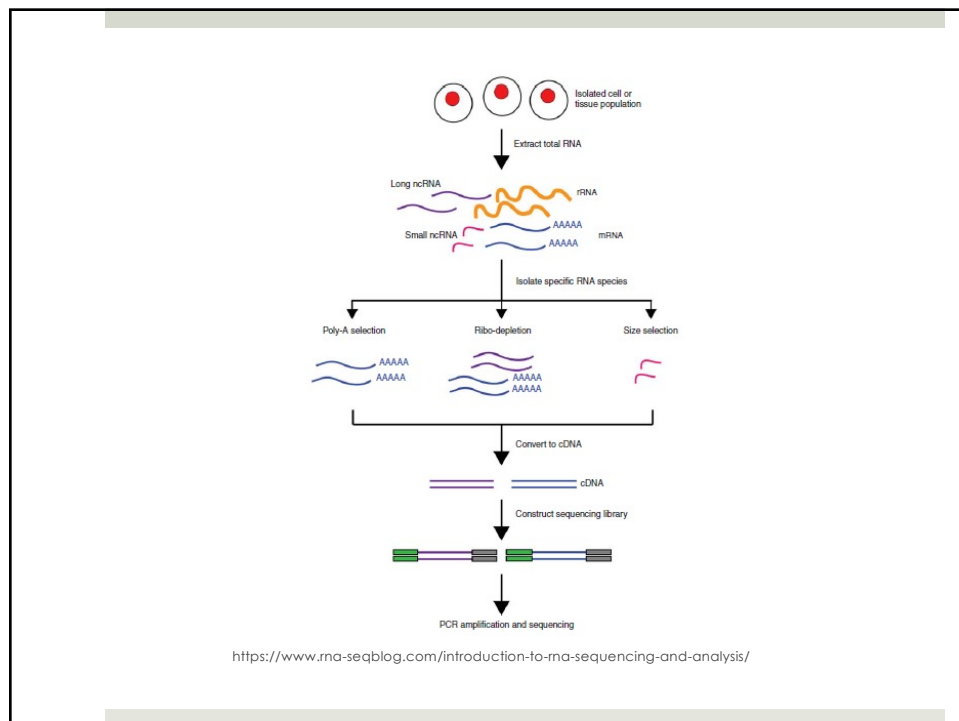 Isolated cell or
tissue population
Extract total RNA
Long ncRNA
rRNA
AAAAA
Small ncRNA
mRNA
AAAAA
Isolate specific RNA species
Poly-A selection
Ribo-depletion
Size selection
AAAAA
AAAAA
AAAAA
AAAAA
Convert to cDNA
cDNA
Construct sequencing library
PCR amplification and sequencing
https://www.rna-seqblog.com/introduction-to-rna-sequencing-and-analysis/